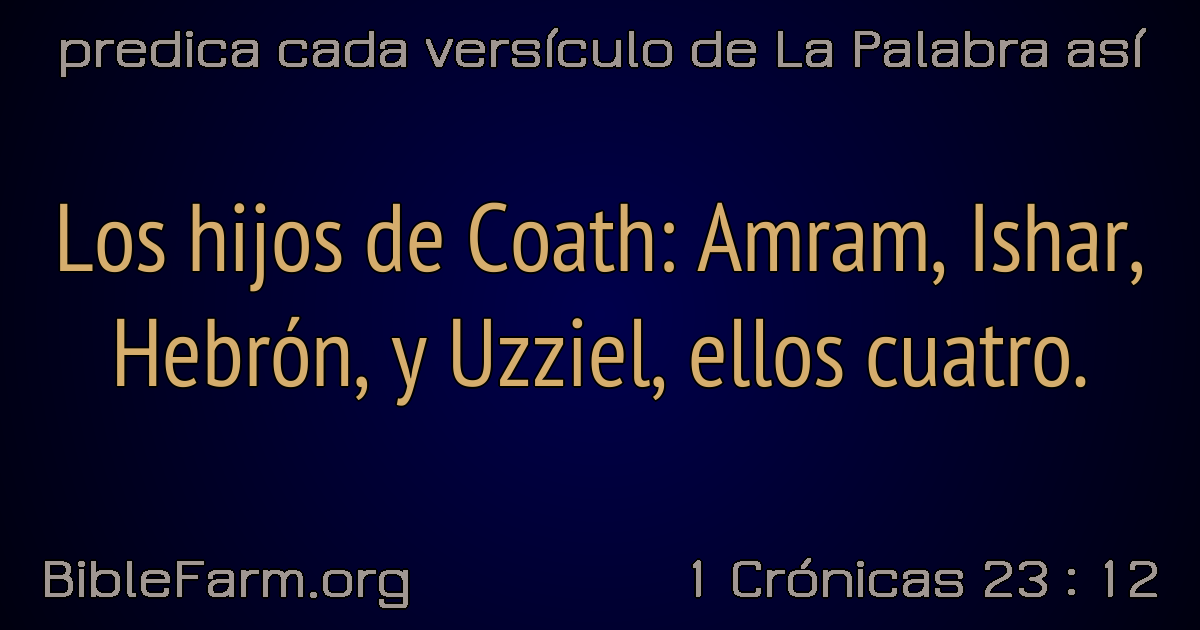 predica cada versículo de La Palabra así
Los hijos de Coath: Amram, Ishar,
Hebrón, y Uzziel, ellos cuatro.
BibleFarm.org
1 Crónicas 23 : 12